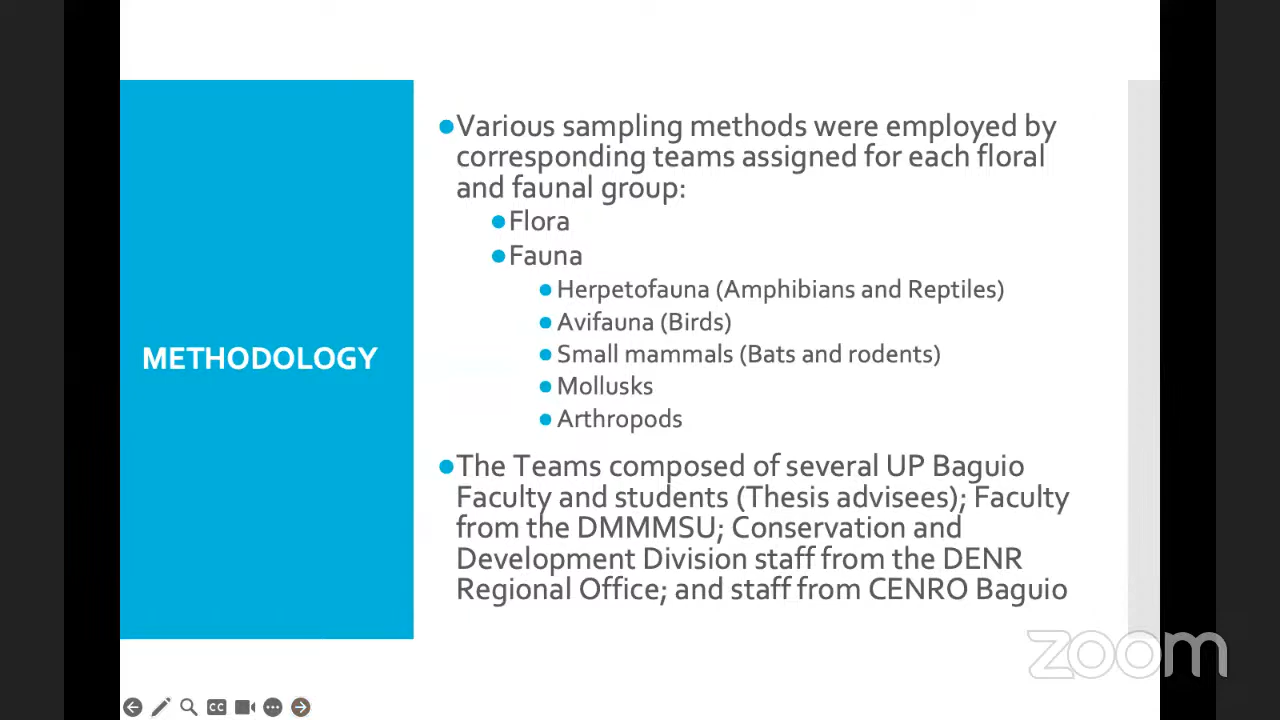 METHODOLOGY
Various sampling methods were employed by
corresponding teams assigned for each floral
and faunal group:
Flora
Fauna
Herpetofauna (Amphibians and Reptiles)
Avifauna (Birds)
Small mammals (Bats and rodents)
Mollusks
Arthropods
The Teams composed of several UP Baguio
Faculty and students (Thesis advisees); Faculty
from the DMMMSU; Conservation and
Development Division staff from the DENR
Regional Office; and staff from CENRO Baguio
zoom
CC